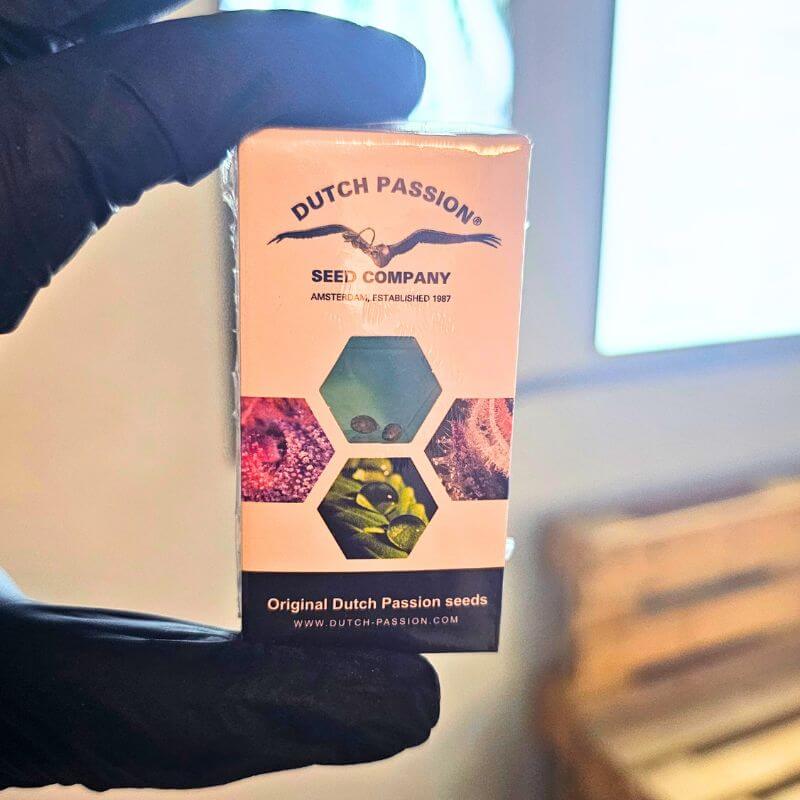 DUTCH PASSION®
SEED COMPANY
AMSTERDAM, ESTABLISHED 1987
Original Dutch Passion seeds
WWW.DUTCH-PASSION.COM